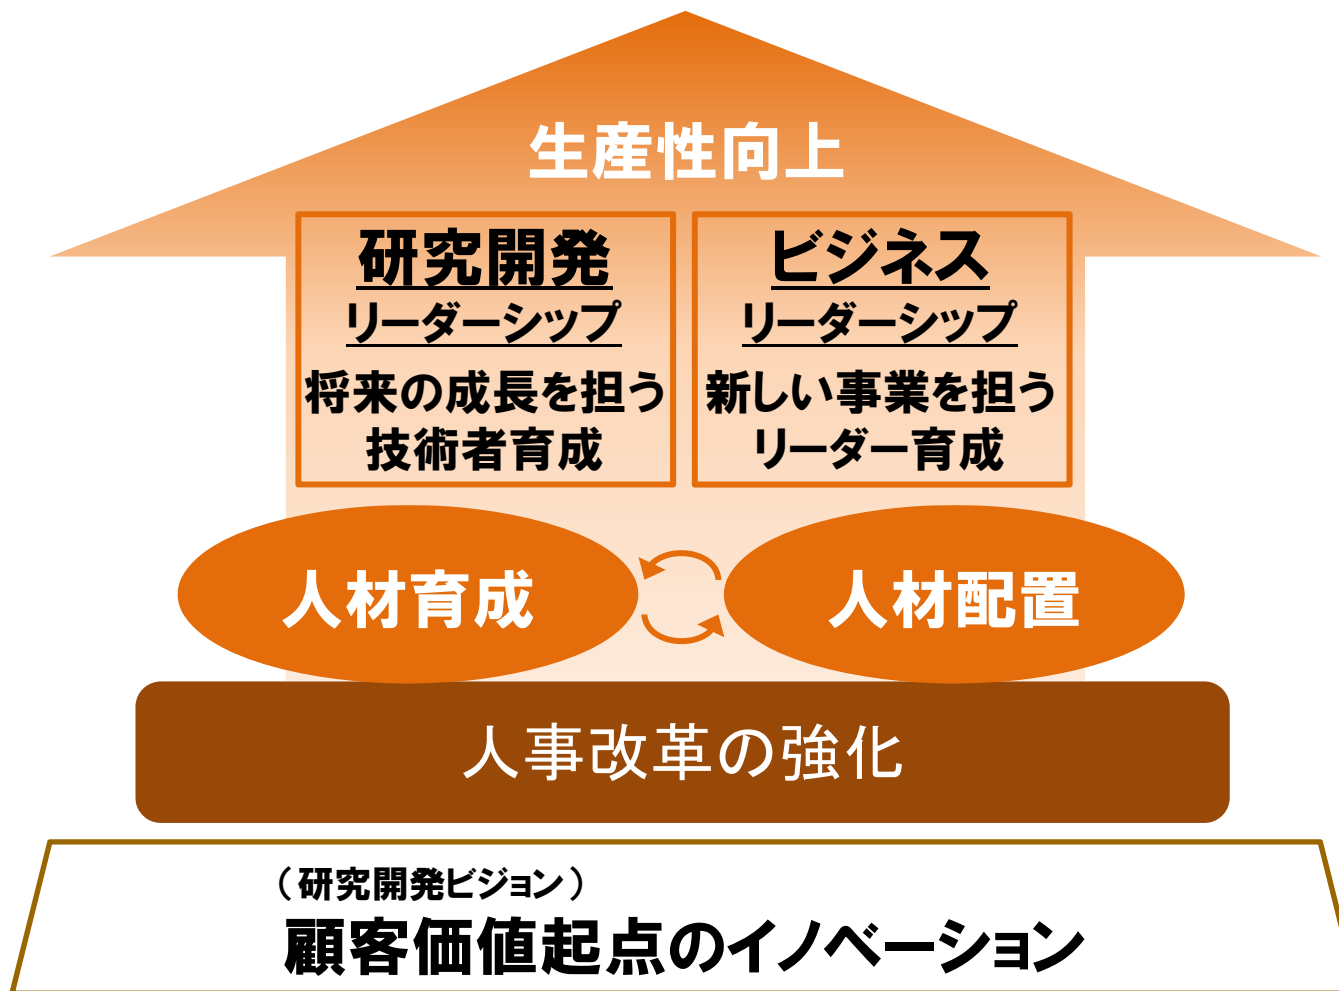 生産性向上
研究開発
リーダーシップ
将来の成長を担う
技術者育成
ビジネス
リーダーシップ
新しい事業を担う
リーダー育成
人材育成
人材配置
人事改革の強化
（研究開発ビジョン）
顧客価値起点のイノベーション